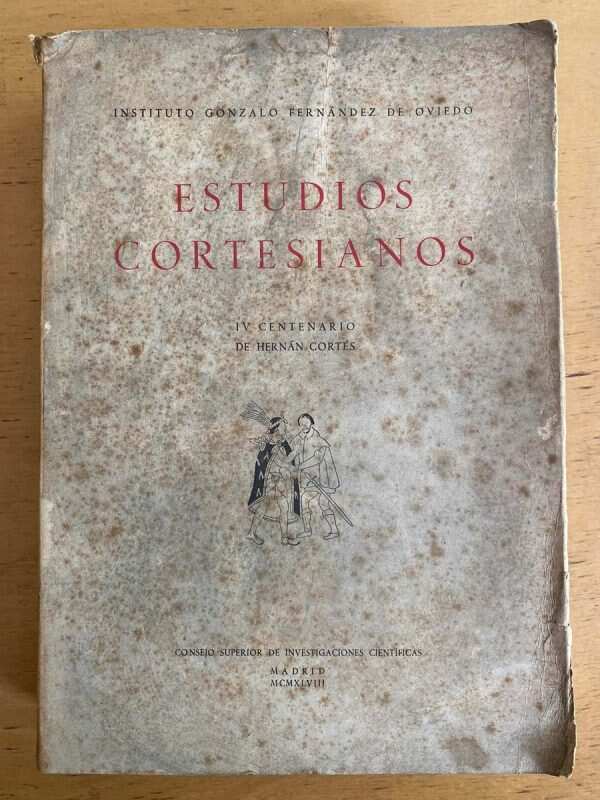 INSTITUTO GONZALO FERNÁNDEZ DE OVIEDO
ESTUDIOS
CORTESIANOS
IV CENTENARIO
DE HERNÁN CORTÉS
CONSEJO SUPERIOR DE INVESTIGACIONES CIENTÍFICAS
MADRID
MCMXLVIII